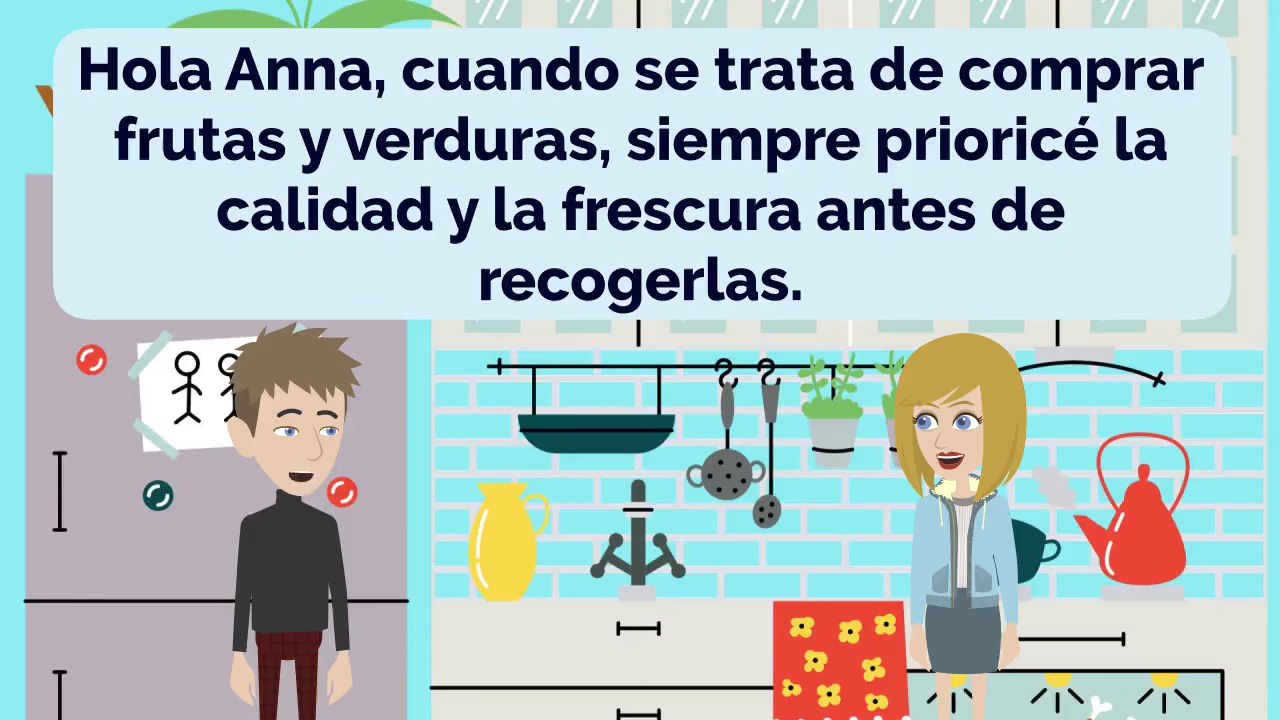 Hola Anna, cuando se trata de comprar
frutas y verduras, siempre prioricé la
calidad y la frescura antes de
recogerlas.